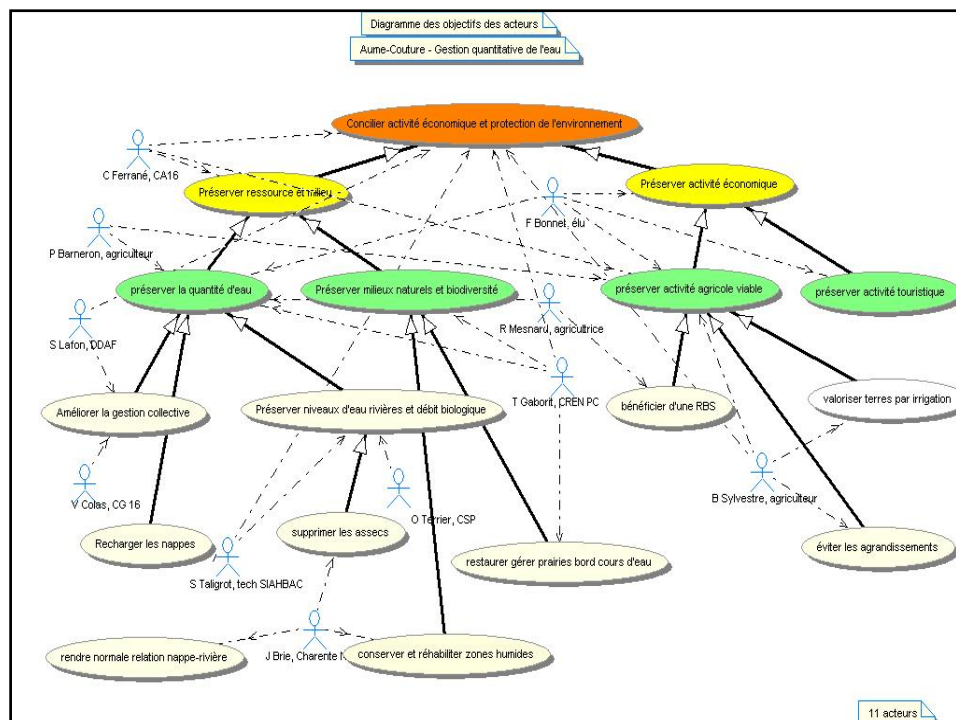 Diagramme des objectifs des acteurs
Aume-Couture - Gestion quantitative de l'eau
Concilier activité économique et protection de l'environnement
C Ferrané, CA16
Préserver ressource et milieu
Préserver activité économique
F Bonnet, élu
P Barneron, agriculteur
préserver la quantité d'eau
Préserver milieux naturels et biodiversité
préserver activité agricole viable
préserver activité touristique
R Mesnard, agricultrice
S Lafon, DDAF
T Gaborit, CREN PC
Améliorer la gestion collective
Préserver niveaux d'eau rivières et débit biologique
bénéficier d'une RBS
valoriser terres par irrigation
V Colas, CG 16
O Terrier, CSP
B Sylvestre, agriculteur
Recharger les nappes
supprimer les assecs
éviter les agrandissements
restaurer gérer prairies bord cours d'eau
S Taligrot, tech SIAHBAC
rendre normale relation nappe-rivière
J Brie, Charente N
conserver et réhabiliter zones humides
11 acteurs